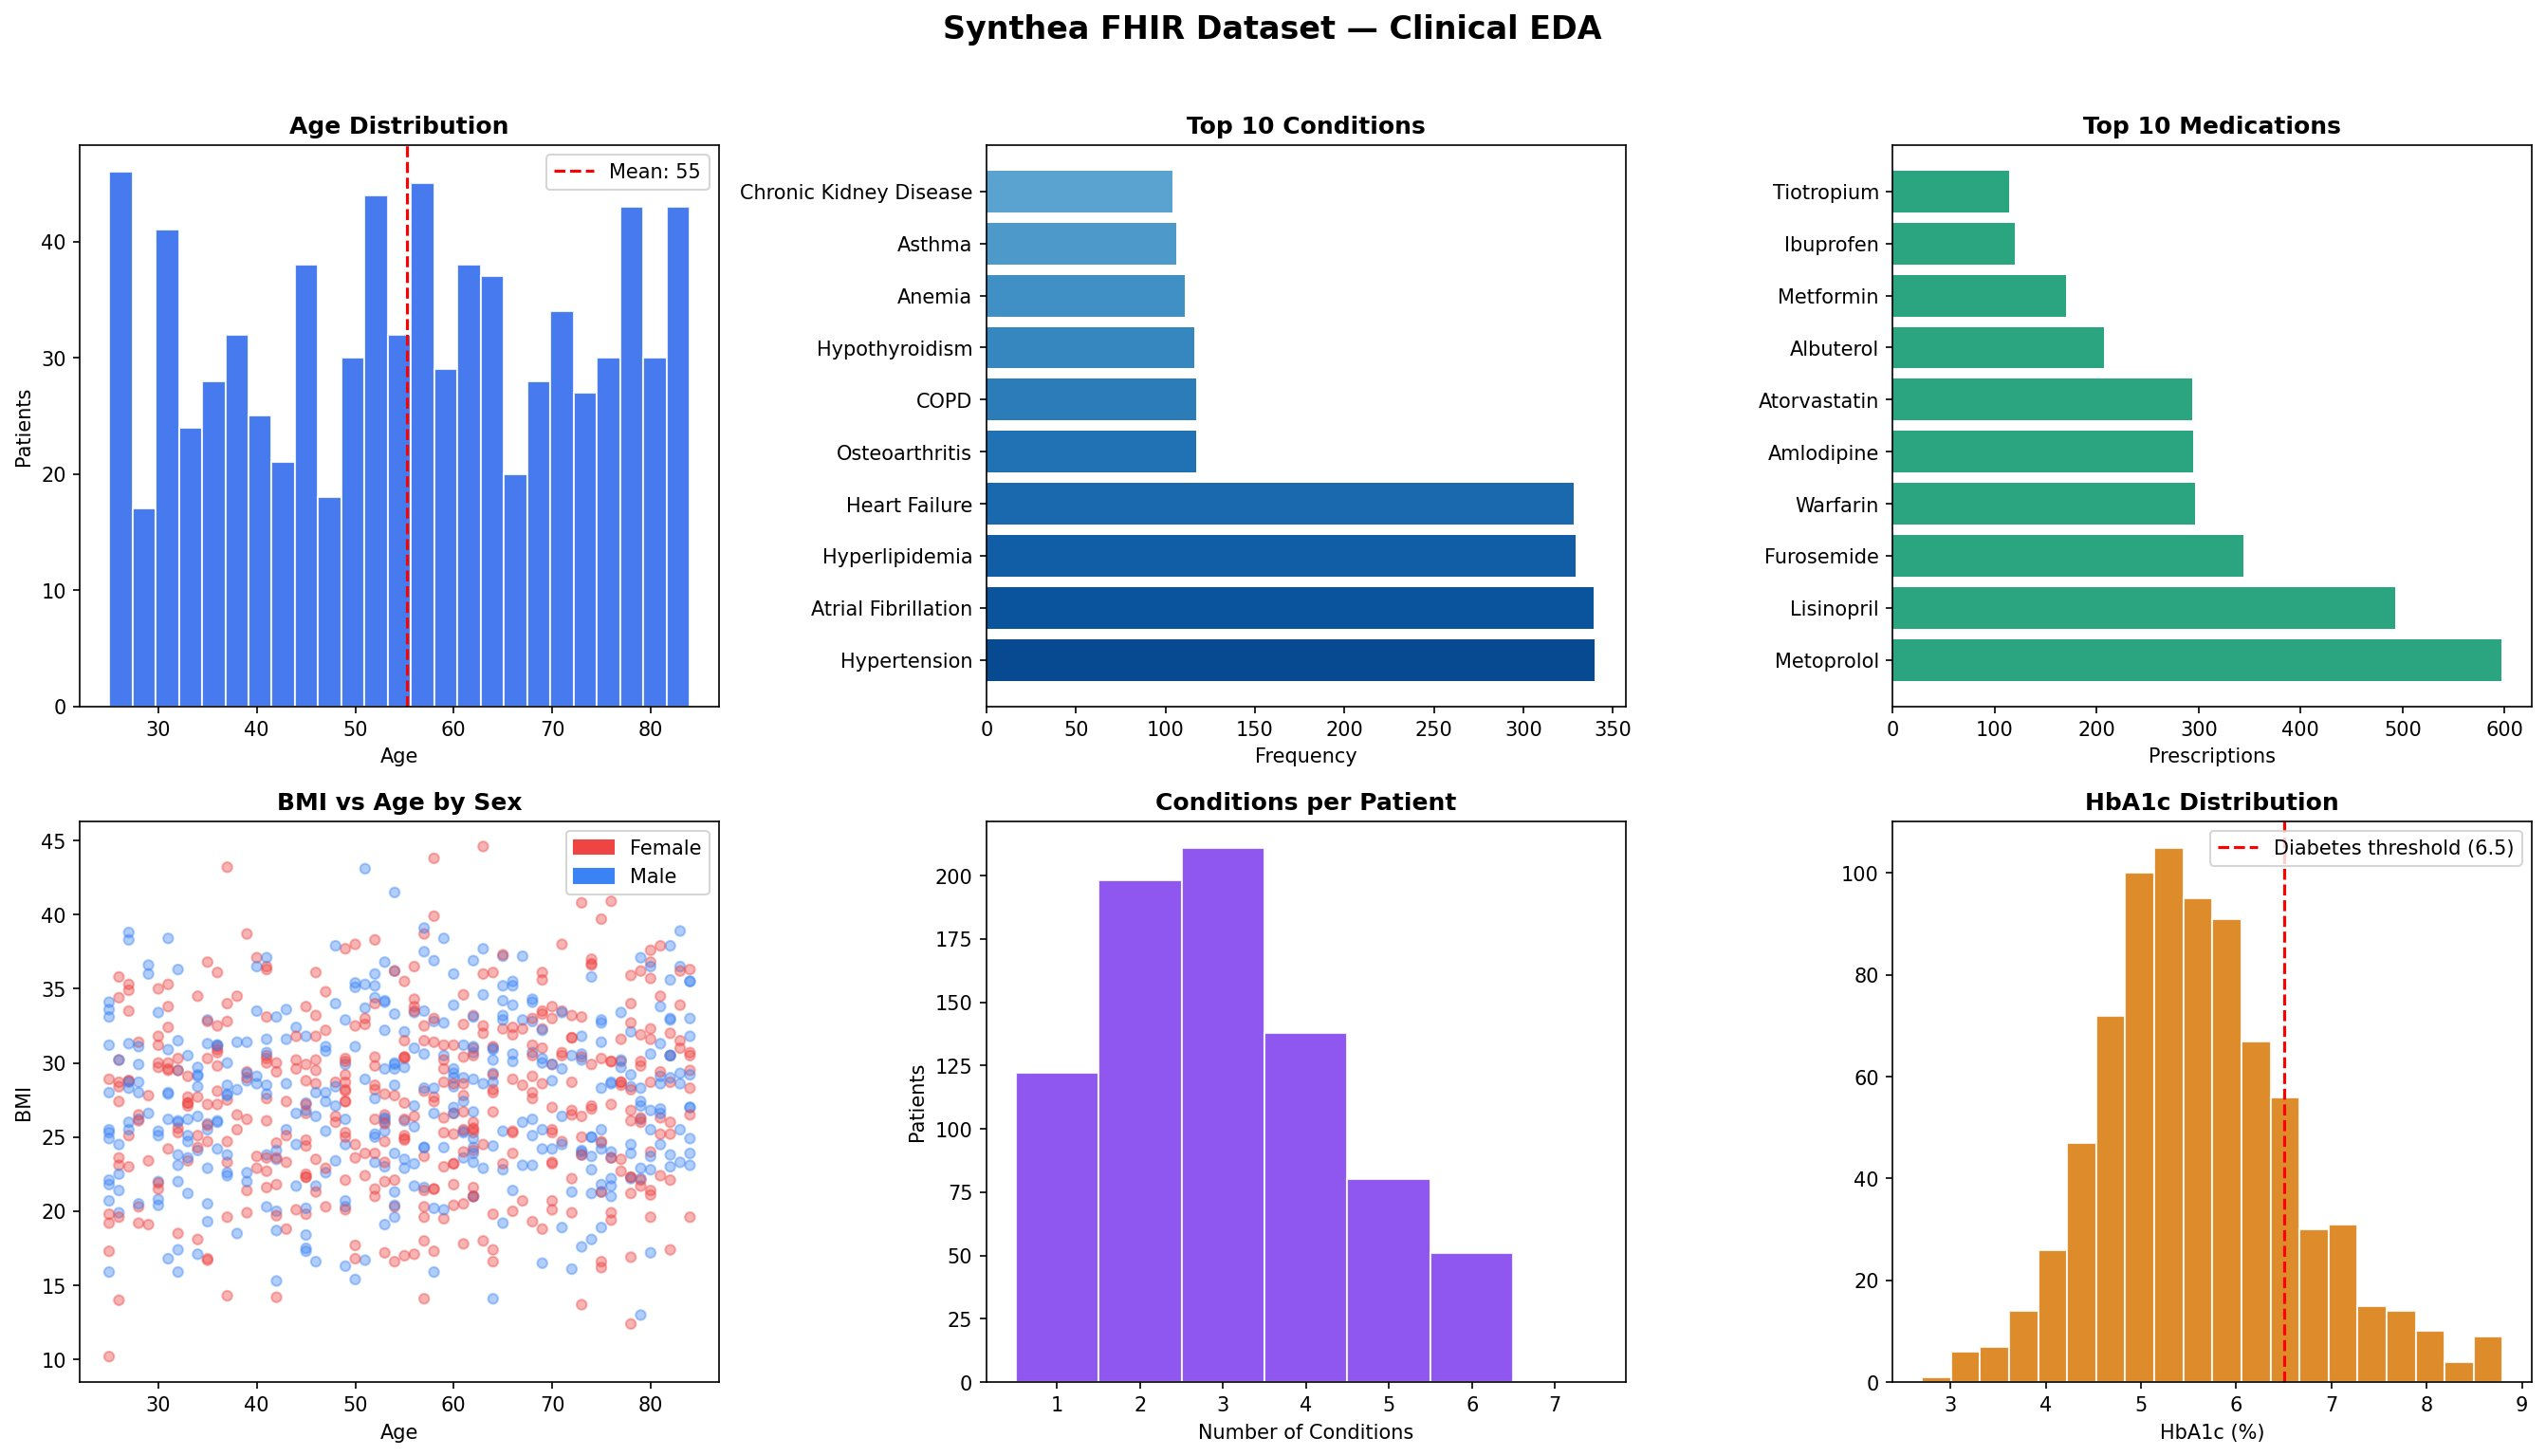 Synthea FHIR Dataset — Clinical EDA
Age Distribution
Mean: 55
Patients
40
30
20
10
0
30 40 50 60 70 80
Age
Top 10 Conditions
Chronic Kidney Disease
Asthma
Anemia
Hypothyroidism
COPD
Osteoarthritis
Heart Failure
Hyperlipidemia
Atrial Fibrillation
Hypertension
0 50 100 150 200 250 300 350
Frequency
Top 10 Medications
Tiotropium
Ibuprofen
Metformin
Albuterol
Atorvastatin
Amlodipine
Warfarin
Furosemide
Lisinopril
Metoprolol
0 100 200 300 400 500 600
Prescriptions
BMI vs Age by Sex
Female
Male
BMI
45
40
35
30
25
20
15
10
30 40 50 60 70 80
Age
Conditions per Patient
Patients
200
175
150
125
100
75
50
25
0
1 2 3 4 5 6 7
Number of Conditions
HbA1c Distribution
Diabetes threshold (6.5)
100
80
60
40
20
0
3 4 5 6 7 8 9
HbA1c (%)